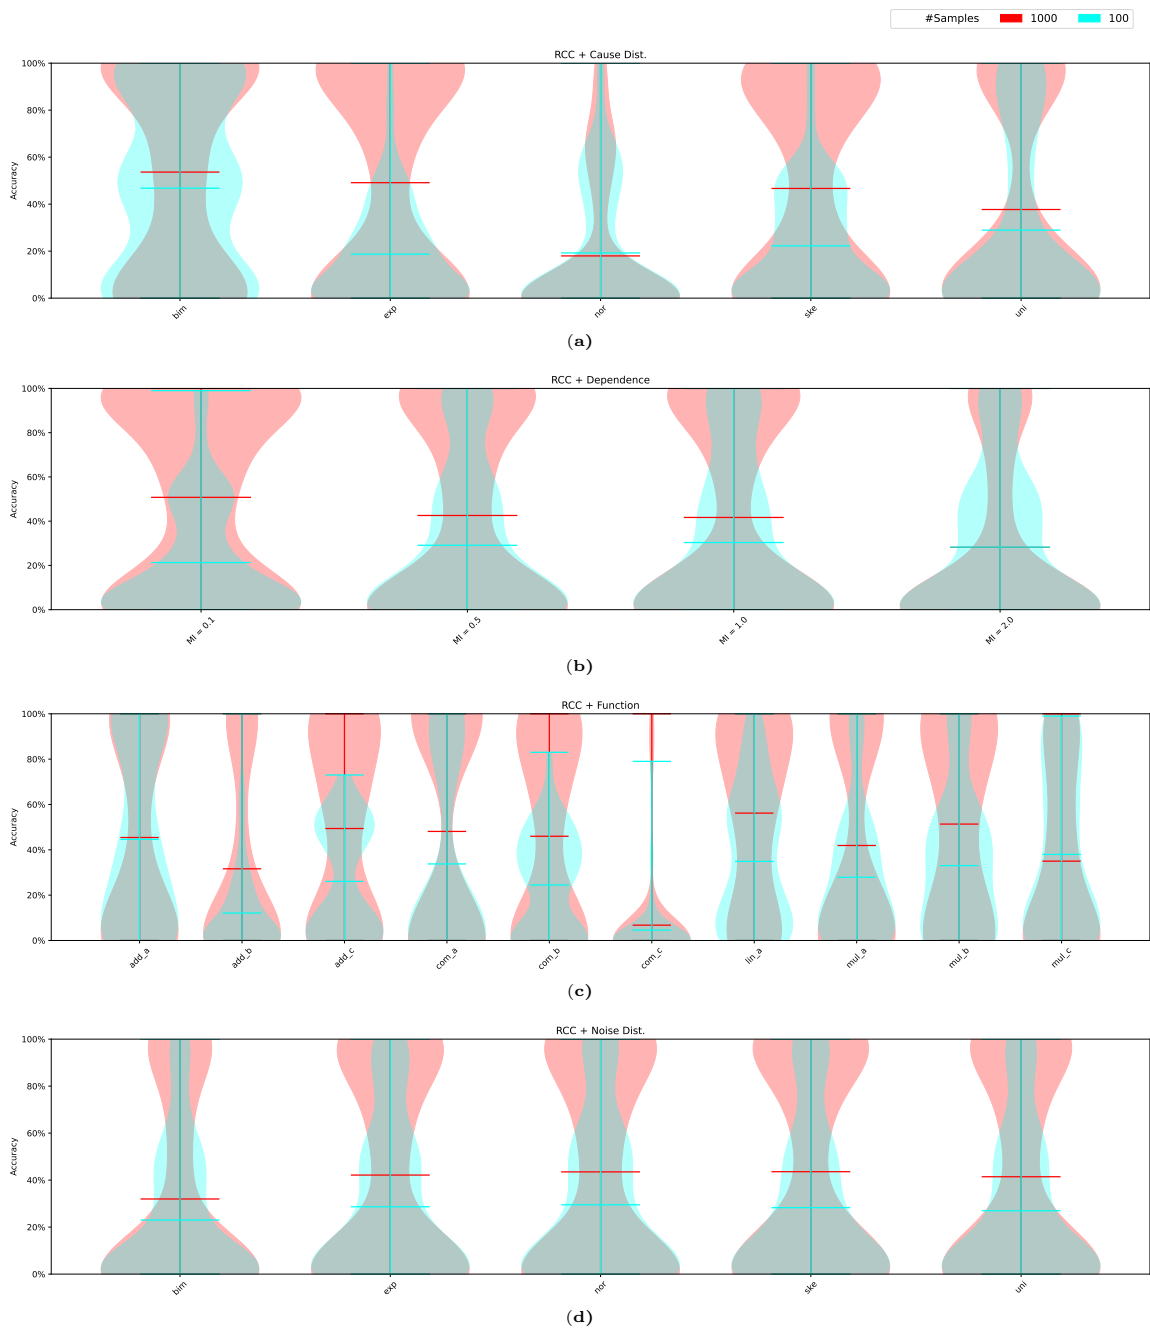 #Samples 1000 100
RCC + Cause Dist.
100%
80%
60%
40%
20%
0%
Accuracy
bim exp nor ske uni
(a)
RCC + Dependence
100%
80%
60%
40%
20%
0%
Accuracy
MI = 0.1 MI = 0.5 MI = 1.0 MI = 2.0
(b)
RCC + Function
100%
80%
60%
40%
20%
0%
Accuracy
add_a add_b add_c com_a com_b com_c lin_a mul_a mul_b mul_c
(c)
RCC + Noise Dist.
100%
80%
60%
40%
20%
0%
Accuracy
bim exp nor ske uni
(d)